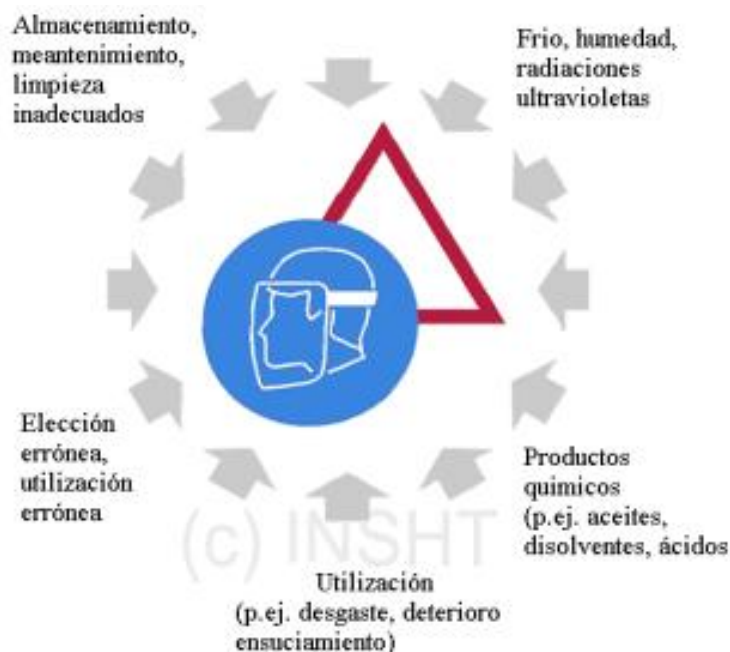 Almacenamiento,
meantenimiento,
limpieza
inadecuados
Frio, humedad,
radiaciones
ultravioletas
Elección
errónea,
utilización
errónea
Productos
quimicos
(p.ej. aceites,
disolventes, ácidos
(c) INSHT
Utilización
(p.ej. desgaste, deterioro
ensuciamiento)